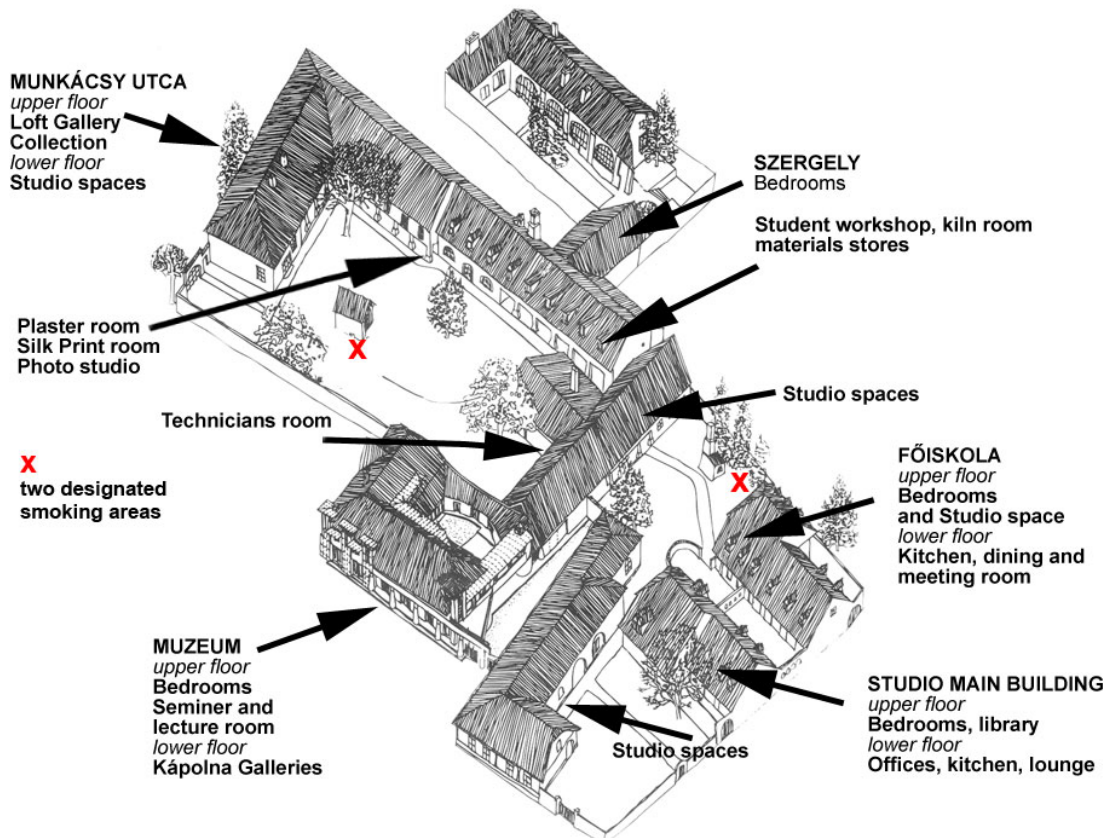 MUNKÁCSY UTCA
upper floor
Loft Gallery
Collection
lower floor
Studio spaces
SZERGELY
Bedrooms
Student workshop, kiln room
materials stores
Plaster room
Silk Print room
Photo studio
X
Studio spaces
Technicians room
X
two designated
smoking areas
X
FŐISKOLA
upper floor
Bedrooms
and Studio space
lower floor
Kitchen, dining and
meeting room
MUZEUM
upper floor
Bedrooms
Seminer and
lecture room
lower floor
Kápolna Galleries
Studio spaces
STUDIO MAIN BUILDING
upper floor
Bedrooms, library
lower floor
Offices, kitchen, lounge